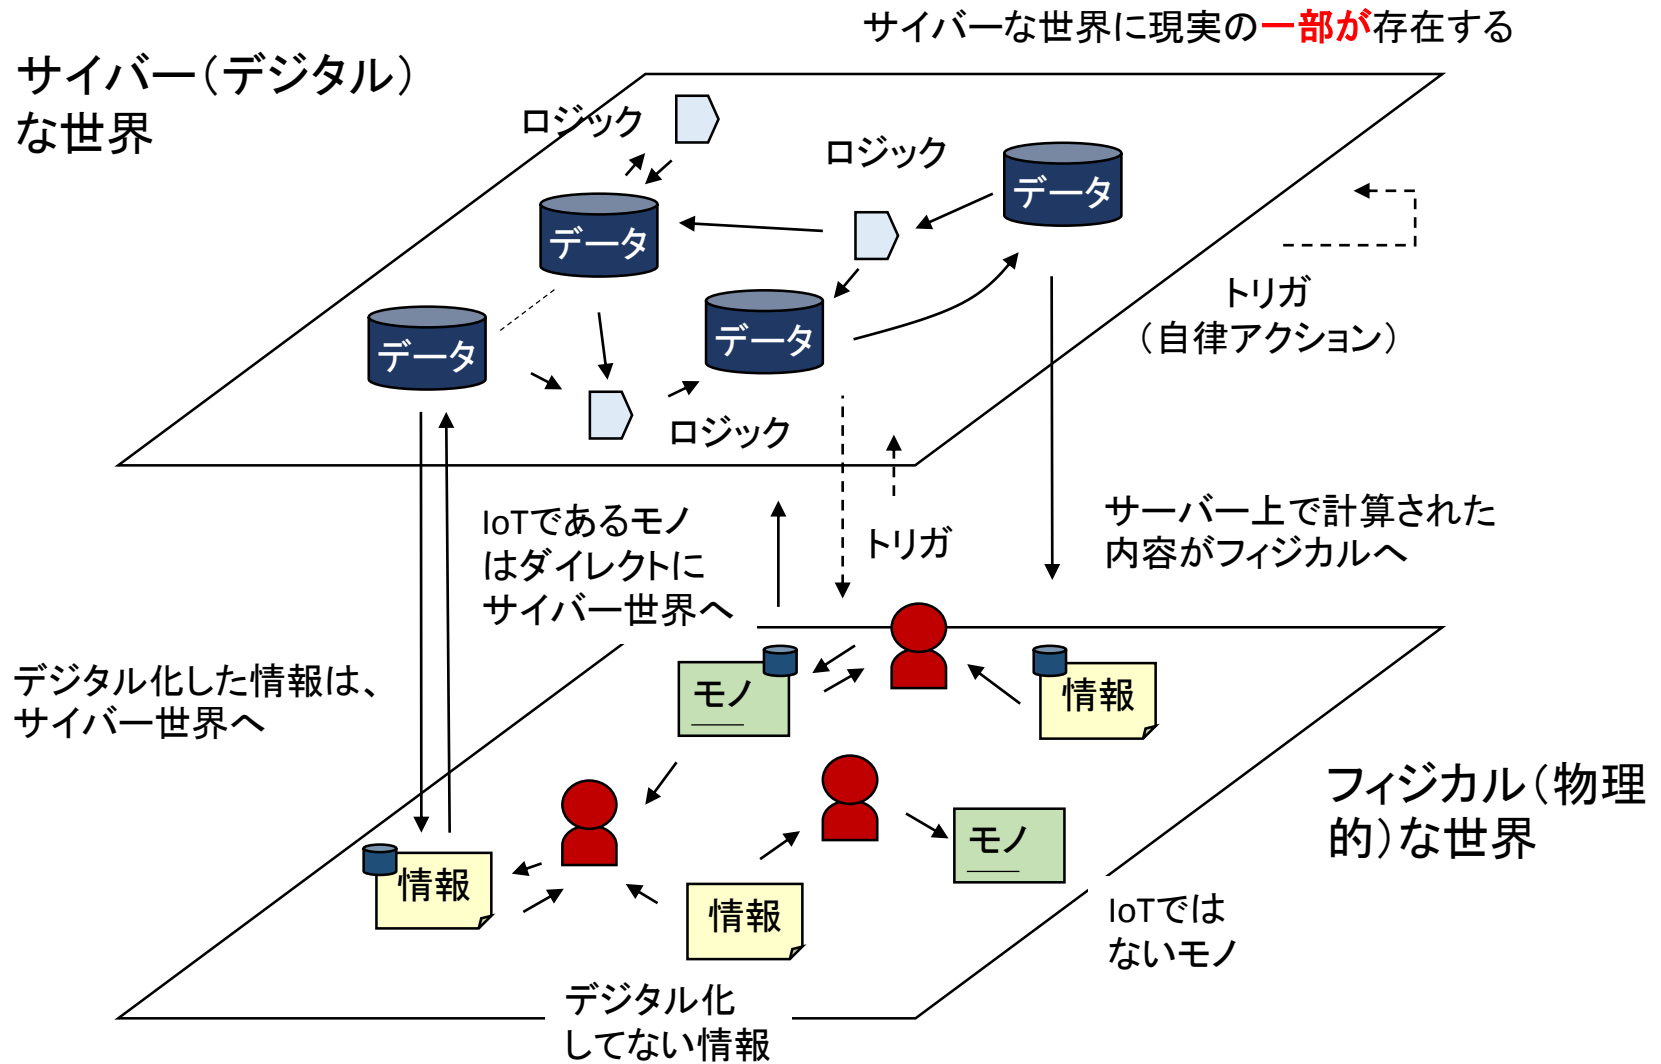 サイバーな世界に現実の一部が存在する
サイバー（デジタル）
な世界
ロジック
ロジック
データ
データ
データ
データ
ロジック
トリガ
（自律アクション）
IoTであるモノ
はダイレクトに
サイバー世界へ
トリガ
サーバー上で計算された
内容がフィジカルへ
デジタル化した情報は、
サイバー世界へ
モノ
情報
フィジカル（物理
的）な世界
モノ
情報
情報
IoTでは
ないモノ
デジタル化
してない情報